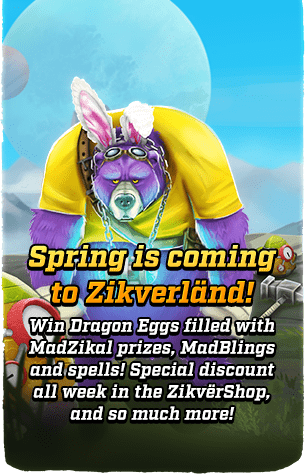 Spring is coming
to Zikverländ!
Win Dragon Eggs filled with
MadZikal prizes, MadBlings
and spells! Special discount
all week in the ZikvërShop,
and so much more!